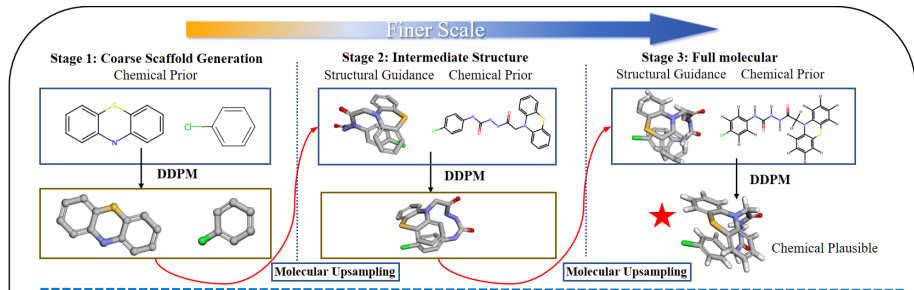 Finer Scale
Stage 1: Coarse Scaffold Generation
Chemical Prior
S
N
Cl
DDPM
Stage 2: Intermediate Structure
Structural Guidance Chemical Prior
DDPM
Molecular Upsampling
Stage 3: Full molecular
Structural Guidance Chemical Prior
DDPM
Chemical Plausible
Molecular Upsampling